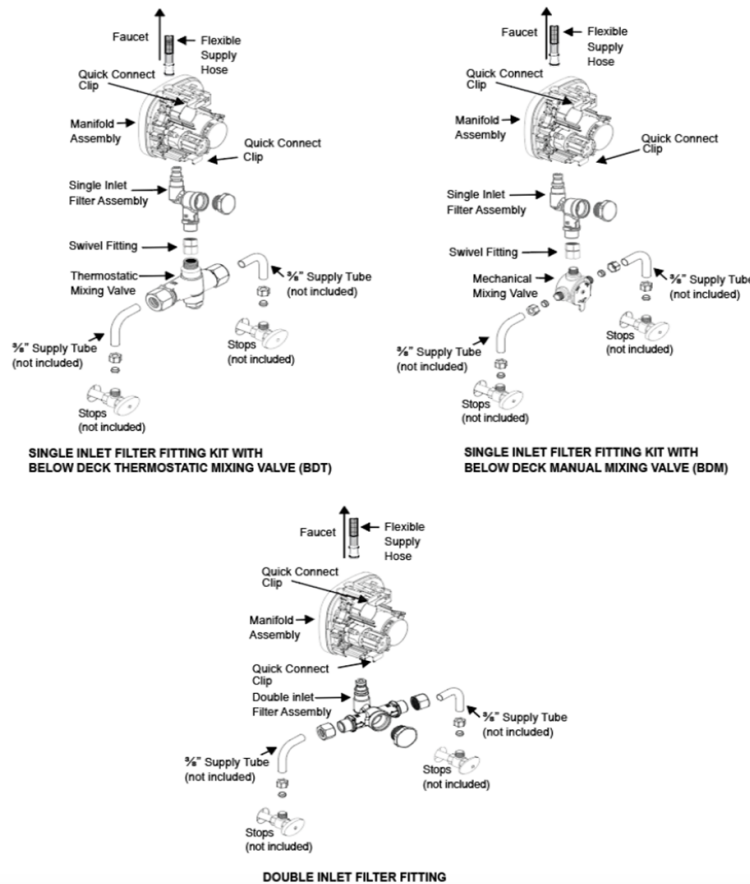 Faucet
Flexible
Supply
Hose
Quick Connect
Clip
Manifold
Assembly
Quick Connect
Clip
Single Inlet
Filter Assembly
Swivel Fitting
Thermostatic
Mixing Valve
⅜" Supply Tube
(not included)
⅜" Supply Tube
(not included)
Stops
(not included)
Stops
(not included)
SINGLE INLET FILTER FITTING KIT WITH
BELOW DECK THERMOSTATIC MIXING VALVE (BDT)
Faucet
Flexible
Supply
Hose
Quick Connect
Clip
Manifold
Assembly
Quick Connect
Clip
Single Inlet
Filter Assembly
Swivel Fitting
Mechanical
Mixing Valve
⅜" Supply Tube
(not included)
Stops
(not included)
⅜" Supply Tube
(not included)
Stops
(not included)
SINGLE INLET FILTER FITTING KIT WITH
BELOW DECK MANUAL MIXING VALVE (BDM)
Faucet
Flexible
Supply
Hose
Quick Connect
Clip
Manifold
Assembly
Quick Connect
Clip
Double inlet
Filter Assembly
⅜" Supply Tube
(not included)
⅜" Supply Tube
(not included)
Stops
(not included)
Stops
(not included)
DOUBLE INLET FILTER FITTING